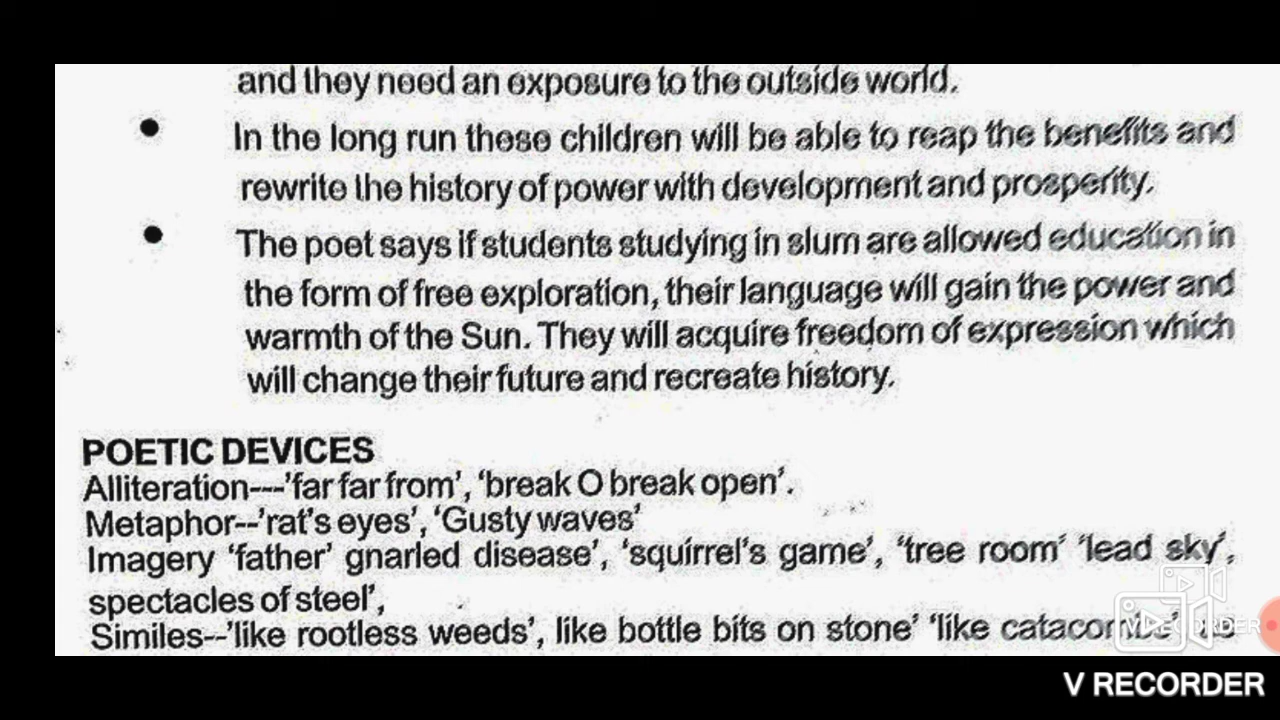 and they need an exposure to the outside world.
• In the long run these children will be able to reap the benefits and
rewrite the history of power with development and prosperity.
• The poet says if students studying in slum are allowed education in
the form of free exploration, their language will gain the power and
warmth of the Sun. They will acquire freedom of expression which
will change their future and recreate history.
POETIC DEVICES
Alliteration---'far far from', 'break O break open'.
Metaphor--'rat's eyes', 'Gusty waves'
Imagery 'father' gnarled disease', 'squirrel's game', 'tree room' 'lead sky',
spectacles of steel',
Similes--'like rootless weeds', like bottle bits on stone' 'like catacombs'
V RECORDER